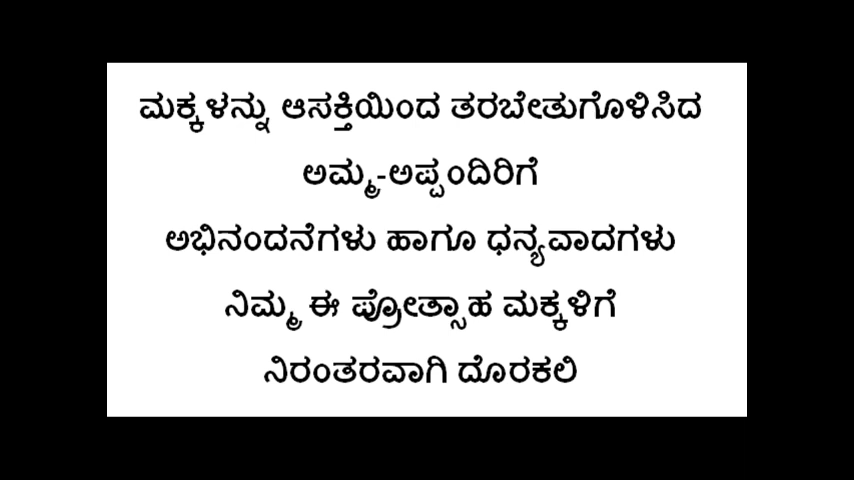 ಮಕ್ಕಳನ್ನು ಆಸಕ್ತಿಯಿಂದ ತರಬೇತುಗೊಳಿಸಿದ
ಅಮ್ಮ-ಅಪ್ಪಂದಿರಿಗೆ
ಅಭಿನಂದನೆಗಳು ಹಾಗೂ ಧನ್ಯವಾದಗಳು
ನಿಮ್ಮ ಈ ಪ್ರೋತ್ಸಾಹ ಮಕ್ಕಳಿಗೆ
ನಿರಂತರವಾಗಿ ದೊರಕಲಿ